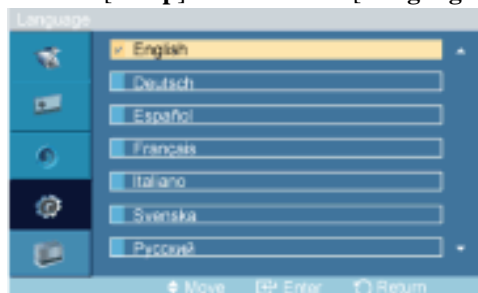 Language
English
Deutsch
Español
Français
Italiano
Svenska
Русский
Move Enter Return